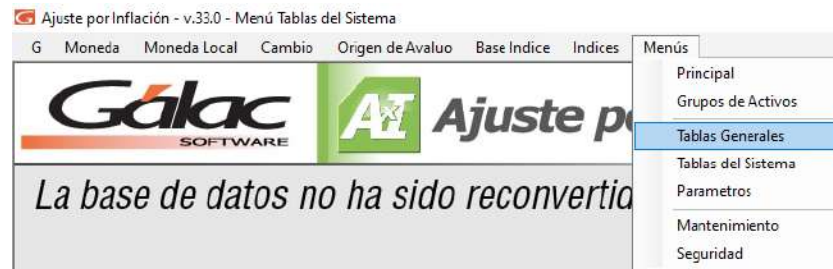 Ajuste por Inflación - v.33.0 - Menú Tablas del Sistema
G Moneda Moneda Local Cambio Origen de Avaluo Base Indice Indices Menús
Principal
Grupos de Activos
Tablas Generales
Tablas del Sistema
Parametros
Mantenimiento
Seguridad
Gálac
SOFTWARE
AI Ajuste po
La base de datos no ha sido reconvertid